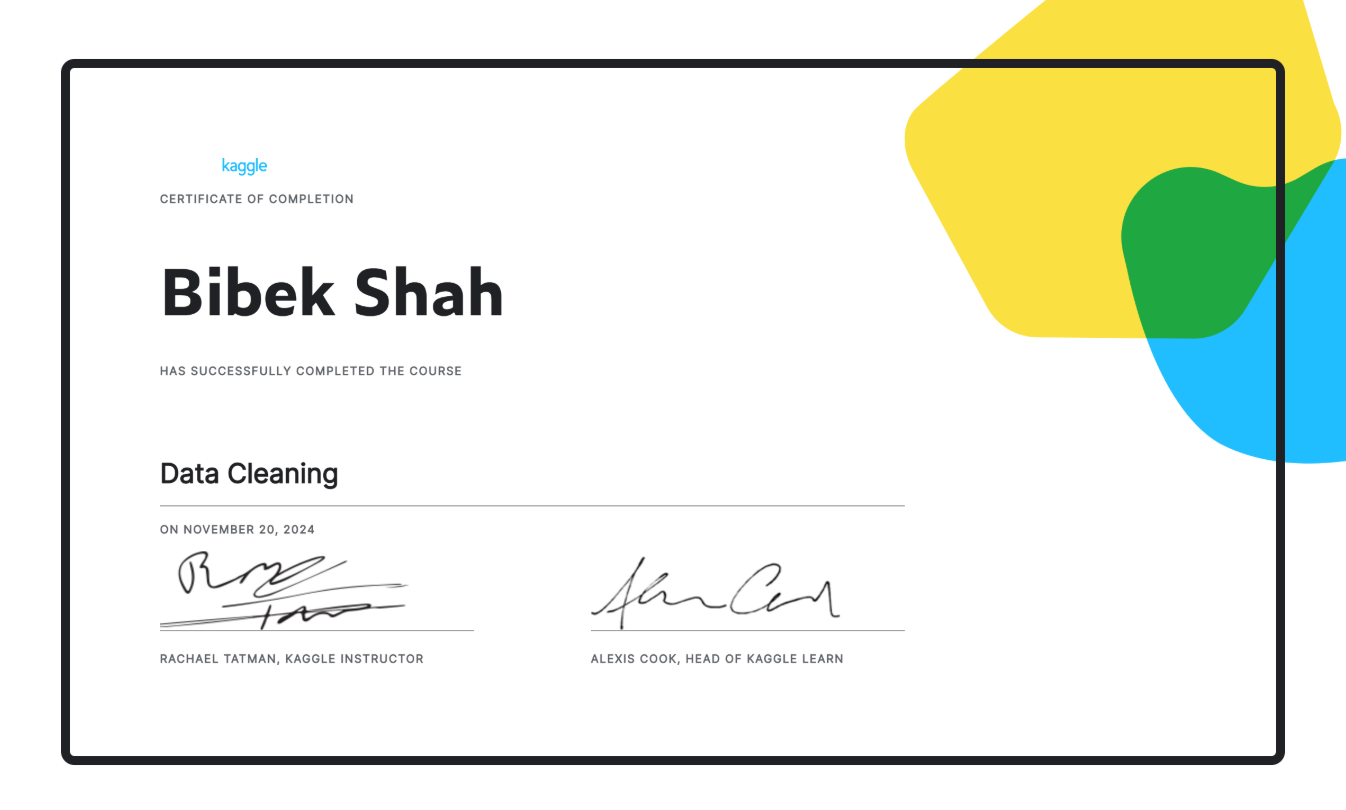 kaggle
CERTIFICATE OF COMPLETION
Bibek Shah
HAS SUCCESSFULLY COMPLETED THE COURSE
Data Cleaning
ON NOVEMBER 20, 2024
RACHAEL TATMAN, KAGGLE INSTRUCTOR
ALEXIS COOK, HEAD OF KAGGLE LEARN